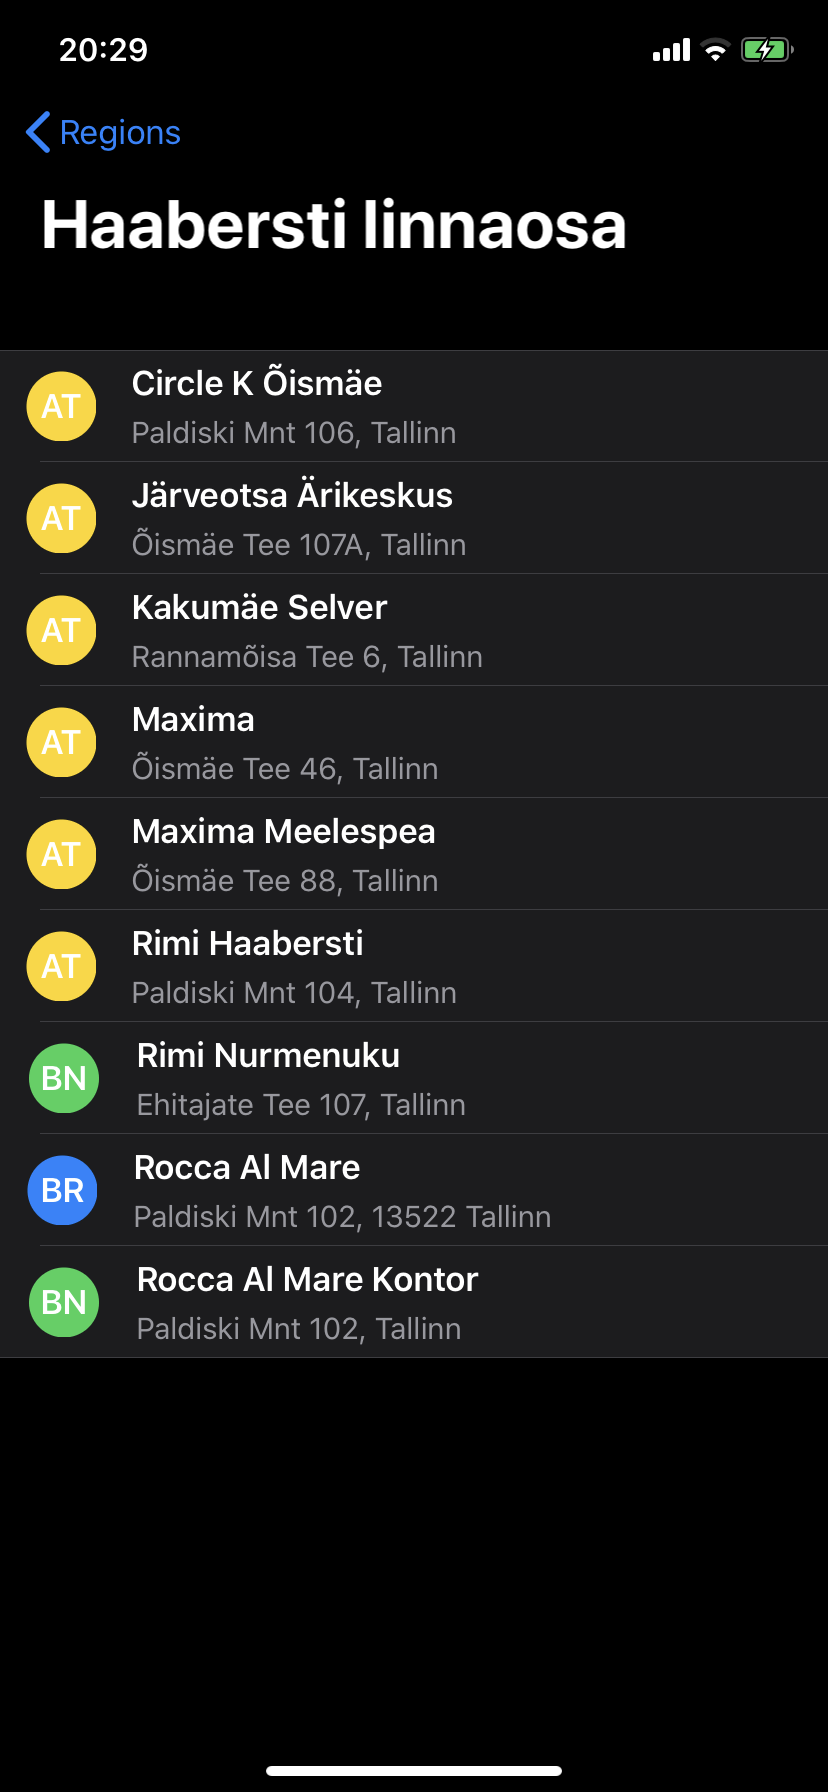 20:29
Regions
Haabersti linnaosa
AT
Circle K Õismäe
Paldiski Mnt 106, Tallinn
AT
Järveotsa Ärikeskus
Õismäe Tee 107A, Tallinn
AT
Kakumäe Selver
Rannamõisa Tee 6, Tallinn
AT
Maxima
Õismäe Tee 46, Tallinn
AT
Maxima Meelespea
Õismäe Tee 88, Tallinn
AT
Rimi Haabersti
Paldiski Mnt 104, Tallinn
BN
Rimi Nurmenuku
Ehitajate Tee 107, Tallinn
BR
Rocca Al Mare
Paldiski Mnt 102, 13522 Tallinn
BN
Rocca Al Mare Kontor
Paldiski Mnt 102, Tallinn